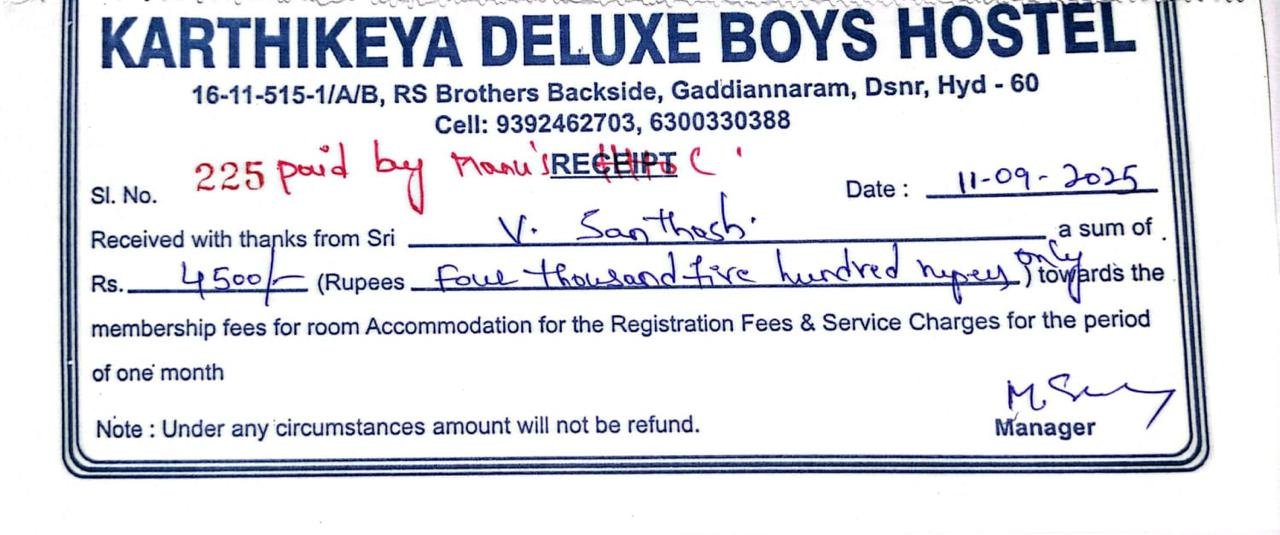 KARTHIKEYA DELUXE BOYS HOSTEL
16-11-515-1/A/B, RS Brothers Backside, Gaddiannaram, Dsnr, Hyd - 60
Cell: 9392462703, 6300330388
RECEIPT
Sl. No. 225 paid by
Date : 11-09-2025
Received with thanks from Sri V. Santhosh. a sum of
Rs. 4500/- (Rupees Four thousand five hundred rupees only) towards the
membership fees for room Accommodation for the Registration Fees & Service Charges for the period
of one month
Note : Under any circumstances amount will not be refund.
Manager